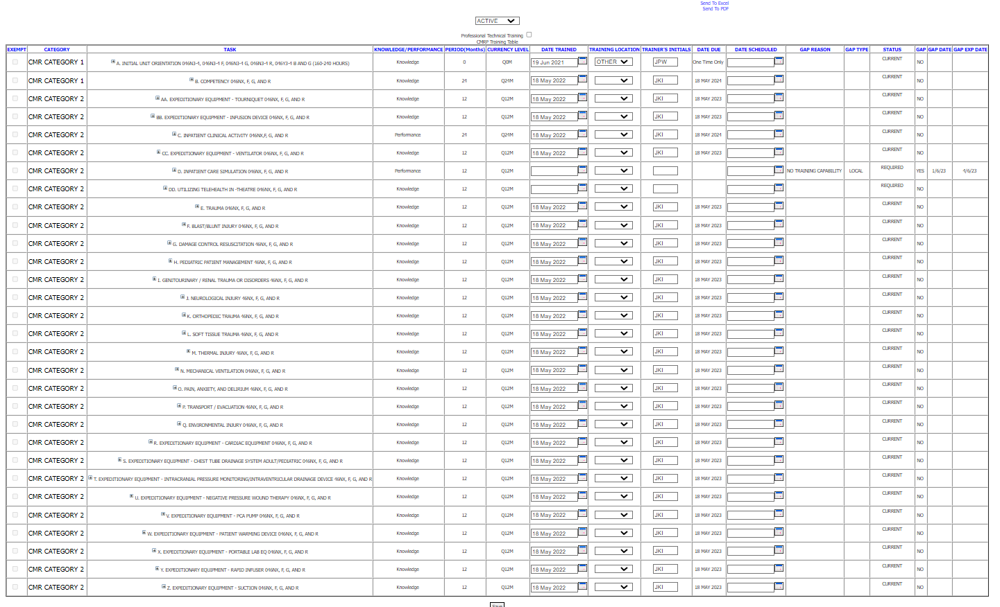 Send To Excel
Send To PDF
ACTIVE
Professional Technical Training
CMRP Training Table
EXEMPT CATEGORY TASK KNOWLEDGE/PERFORMANCE PERIOD(Months) CURRENCY LEVEL DATE TRAINED TRAINING LOCATION TRAINER'S INITIALS DATE DUE DATE SCHEDULED GAP REASON GAP TYPE STATUS GAP GAP DATE GAP EXP DATE
CMR CATEGORY 1 A. INITIAL UNIT ORIENTATION 046N3-4, 046N3-4 F, 046N3-4 G, 046N3-4 R, 046Y3-4 B AND G (160-240 HOURS) Knowledge 0 Q0M 19 Jun 2021 OTHER JPW One Time Only CURRENT NO
CMR CATEGORY 1 B. COMPETENCY 046NX, F, G, AND R Knowledge 24 Q24M 18 May 2022 JKI 18 MAY 2024 CURRENT NO
CMR CATEGORY 2 AA. EXPEDITIONARY EQUIPMENT - TOURNIQUET 046NX, F, G, AND R Knowledge 12 Q12M 18 May 2022 JKI 18 MAY 2023 CURRENT NO
CMR CATEGORY 2 BB. EXPEDITIONARY EQUIPMENT - INFUSION DEVICE 046NX, F, G, AND R Knowledge 12 Q12M 18 May 2022 JKI 18 MAY 2023 CURRENT NO
CMR CATEGORY 2 C. INPATIENT CLINICAL ACTIVITY 046NX,F, G, AND R Performance 24 Q24M 18 May 2022 JKI 18 MAY 2024 CURRENT NO
CMR CATEGORY 2 CC. EXPEDITIONARY EQUIPMENT - VENTILATOR 046NX, F, G, AND R Knowledge 12 Q12M 18 May 2022 JKI 18 MAY 2023 CURRENT NO
CMR CATEGORY 2 D. INPATIENT CARE SIMULATION 046NX, F, G, AND R Performance 12 Q12M NO TRAINING CAPABILITY LOCAL REQUIRED YES 1/6/23 4/6/23
CMR CATEGORY 2 DD. UTILIZING TELEHEALTH IN -THEATRE 046NX, F, G, AND R Knowledge 12 Q12M REQUIRED NO
CMR CATEGORY 2 E. TRAUMA 046NX, F, G, AND R Knowledge 12 Q12M 18 May 2022 JKI 18 MAY 2023 CURRENT NO
CMR CATEGORY 2 F. BLAST/BLUNT INJURY 046NX, F, G, AND R Knowledge 12 Q12M 18 May 2022 JKI 18 MAY 2023 CURRENT NO
CMR CATEGORY 2 G. DAMAGE CONTROL RESUSCITATION 46NX, F, G, AND R Knowledge 12 Q12M 18 May 2022 JKI 18 MAY 2023 CURRENT NO
CMR CATEGORY 2 H. PEDIATRIC PATIENT MANAGEMENT 46NX, F, G, AND R Knowledge 12 Q12M 18 May 2022 JKI 18 MAY 2023 CURRENT NO
CMR CATEGORY 2 I. GENITOURINARY / RENAL TRAUMA OR DISORDERS 46NX, F, G, AND R Knowledge 12 Q12M 18 May 2022 JKI 18 MAY 2023 CURRENT NO
CMR CATEGORY 2 J. NEUROLOGICAL INJURY 46NX, F, G, AND R Knowledge 12 Q12M 18 May 2022 JKI 18 MAY 2023 CURRENT NO
CMR CATEGORY 2 K. ORTHOPEDIC TRAUMA 46NX, F, G, AND R Knowledge 12 Q12M 18 May 2022 JKI 18 MAY 2023 CURRENT NO
CMR CATEGORY 2 L. SOFT TISSUE TRAUMA 46NX, F, G, AND R Knowledge 12 Q12M 18 May 2022 JKI 18 MAY 2023 CURRENT NO
CMR CATEGORY 2 M. THERMAL INJURY 46NX, F, G, AND R Knowledge 12 Q12M 18 May 2022 JKI 18 MAY 2023 CURRENT NO
CMR CATEGORY 2 N. MECHANICAL VENTILATION 046NX, F, G, AND R Knowledge 12 Q12M 18 May 2022 JKI 18 MAY 2023 CURRENT NO
CMR CATEGORY 2 O. PAIN, ANXIETY, AND DELIRIUM 46NX, F, G, AND R Knowledge 12 Q12M 18 May 2022 JKI 18 MAY 2023 CURRENT NO
CMR CATEGORY 2 P. TRANSPORT / EVACUATION 46NX, F, G, AND R Knowledge 12 Q12M 18 May 2022 JKI 18 MAY 2023 CURRENT NO
CMR CATEGORY 2 Q. ENVIRONMENTAL INJURY 046NX, F, G, AND R Knowledge 12 Q12M 18 May 2022 JKI 18 MAY 2023 CURRENT NO
CMR CATEGORY 2 R. EXPEDITIONARY EQUIPMENT - CARDIAC EQUIPMENT 046NX, F, G, AND R Knowledge 12 Q12M 18 May 2022 JKI 18 MAY 2023 CURRENT NO
CMR CATEGORY 2 S. EXPEDITIONARY EQUIPMENT - CHEST TUBE DRAINAGE SYSTEM ADULT/PEDIATRIC 046NX, F, G, AND R Knowledge 12 Q12M 18 May 2022 JKI 18 MAY 2023 CURRENT NO
CMR CATEGORY 2 T. EXPEDITIONARY EQUIPMENT - INTRACRANIAL PRESSURE MONITORING/INTRAVENTRICULAR DRAINAGE DEVICE 46NX, F, G, AND R Knowledge 12 Q12M 18 May 2022 JKI 18 MAY 2023 CURRENT NO
CMR CATEGORY 2 U. EXPEDITIONARY EQUIPMENT - NEGATIVE PRESSURE WOUND THERAPY 046NX, F, G, AND R Knowledge 12 Q12M 18 May 2022 JKI 18 MAY 2023 CURRENT NO
CMR CATEGORY 2 V. EXPEDITIONARY EQUIPMENT - PCA PUMP 046NX, F, G, AND R Knowledge 12 Q12M 18 May 2022 JKI 18 MAY 2023 CURRENT NO
CMR CATEGORY 2 W. EXPEDITIONARY EQUIPMENT - PATIENT WARMING DEVICE 046NX, F, G, AND R Knowledge 12 Q12M 18 May 2022 JKI 18 MAY 2023 CURRENT NO
CMR CATEGORY 2 X. EXPEDITIONARY EQUIPMENT - PORTABLE LAB EQ 046NX, F, G, AND R Knowledge 12 Q12M 18 May 2022 JKI 18 MAY 2023 CURRENT NO
CMR CATEGORY 2 Y. EXPEDITIONARY EQUIPMENT - RAPID INFUSER 046NX, F, G, AND R Knowledge 12 Q12M 18 May 2022 JKI 18 MAY 2023 CURRENT NO
CMR CATEGORY 2 Z. EXPEDITIONARY EQUIPMENT - SUCTION 046NX, F, G, AND R Knowledge 12 Q12M 18 May 2022 JKI 18 MAY 2023 CURRENT NO
Save